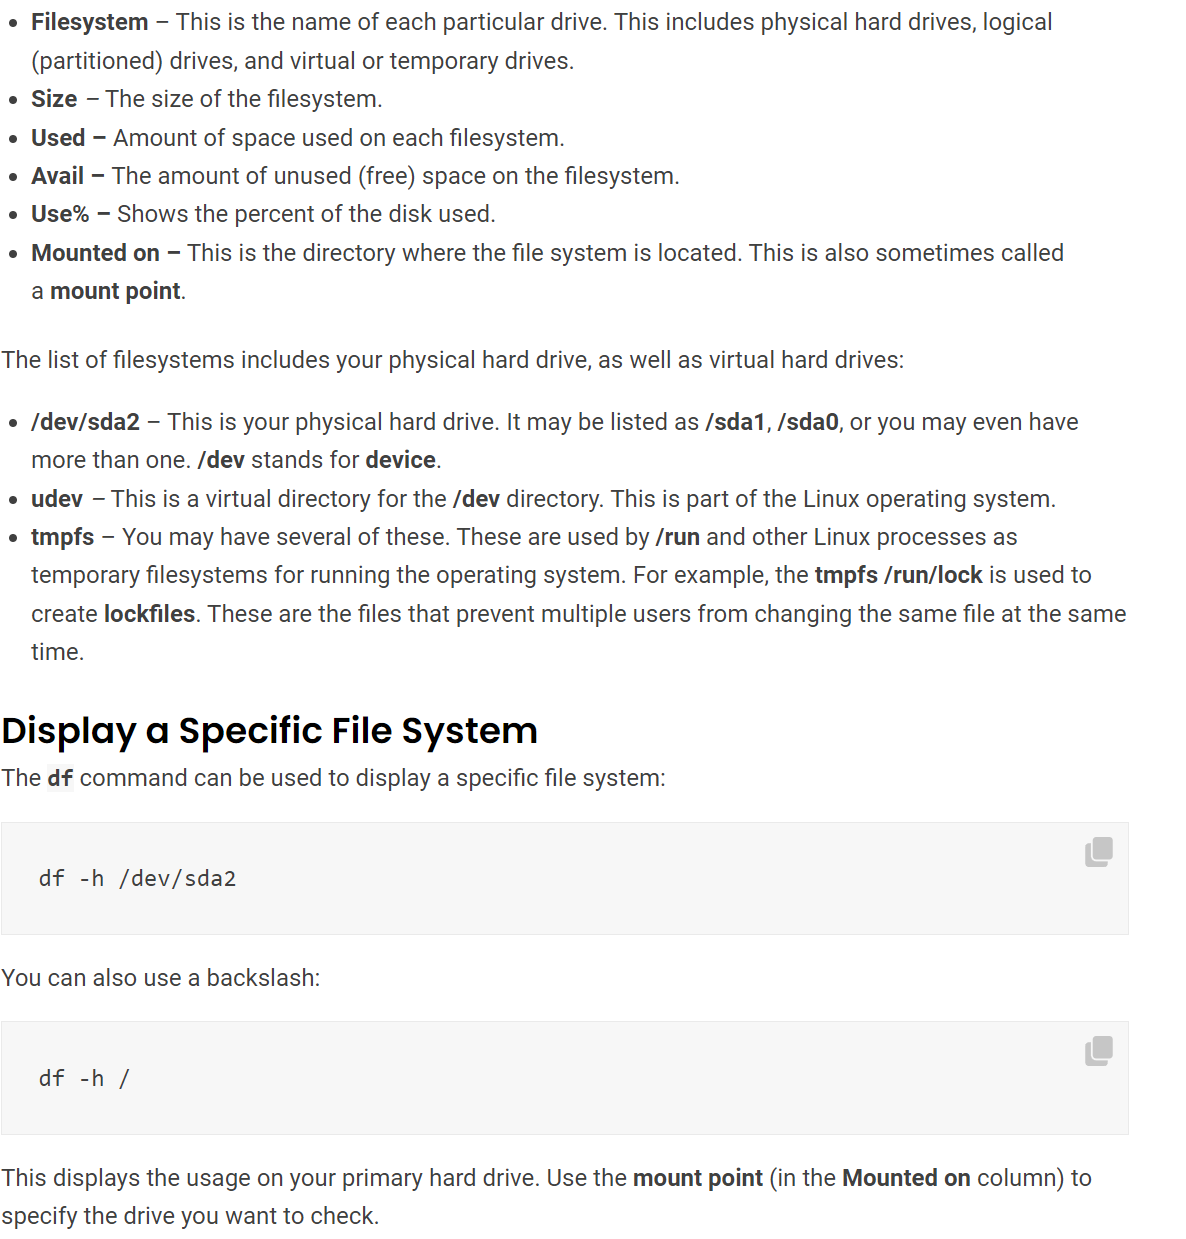 • Filesystem – This is the name of each particular drive. This includes physical hard drives, logical
(partitioned) drives, and virtual or temporary drives.
• Size – The size of the filesystem.
• Used – Amount of space used on each filesystem.
• Avail – The amount of unused (free) space on the filesystem.
• Use% – Shows the percent of the disk used.
• Mounted on – This is the directory where the file system is located. This is also sometimes called
a mount point.
The list of filesystems includes your physical hard drive, as well as virtual hard drives:
• /dev/sda2 – This is your physical hard drive. It may be listed as /sda1, /sda0, or you may even have
more than one. /dev stands for device.
• udev – This is a virtual directory for the /dev directory. This is part of the Linux operating system.
• tmpfs – You may have several of these. These are used by /run and other Linux processes as
temporary filesystems for running the operating system. For example, the tmpfs /run/lock is used to
create lockfiles. These are the files that prevent multiple users from changing the same file at the same
time.
Display a Specific File System
The df command can be used to display a specific file system:
df -h /dev/sda2
You can also use a backslash:
df -h /
This displays the usage on your primary hard drive. Use the mount point (in the Mounted on column) to
specify the drive you want to check.